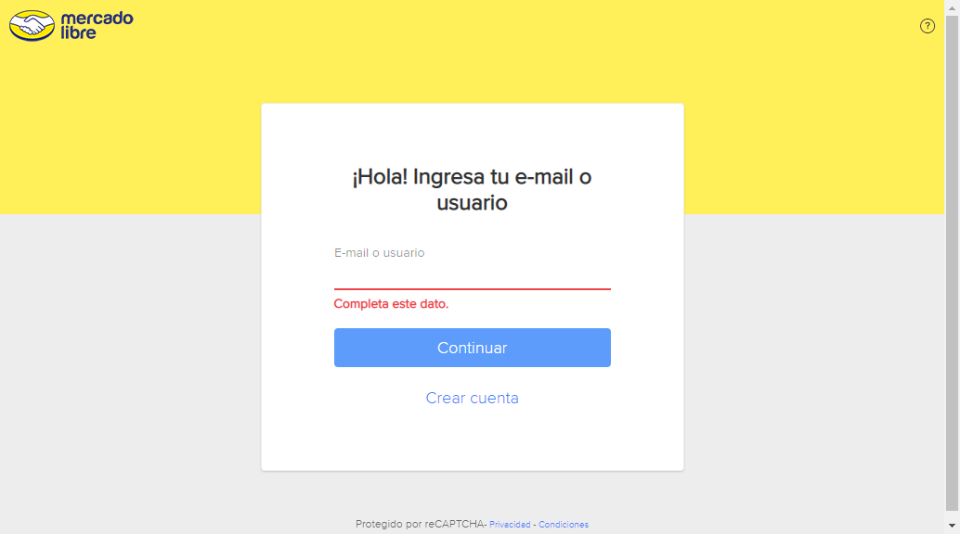 mercado
libre
?
¡Hola! Ingresa tu e-mail o
usuario
E-mail o usuario
Completa este dato.
Continuar
Crear cuenta
Protegido por reCAPTCHA- Privacidad - Condiciones